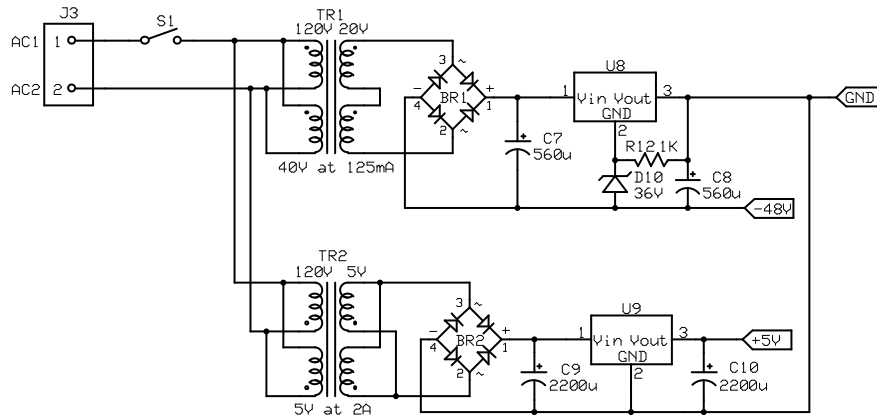 J3
S1
TR1
120V 20V
AC1 1
AC2 2
3 ~
- +
BR1
4 1
2 ~
40V at 125mA
U8
1 Vin Vout 3
GND
2
GND
C7
560u
+
R12 1K
D10
36V
C8
560u
+
-48V
TR2
120V 5V
3 ~
- +
BR2
4 1
2 ~
5V at 2A
U9
1 Vin Vout 3
GND
2
+5V
C9
2200u
+
C10
2200u
+